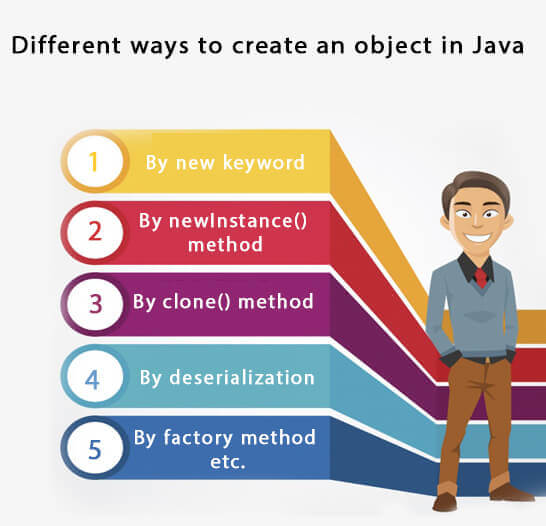 Different ways to create an object in Java
1
By new keyword
2
By newInstance()
method
3
By clone() method
4
By deserialization
5
By factory method
etc.